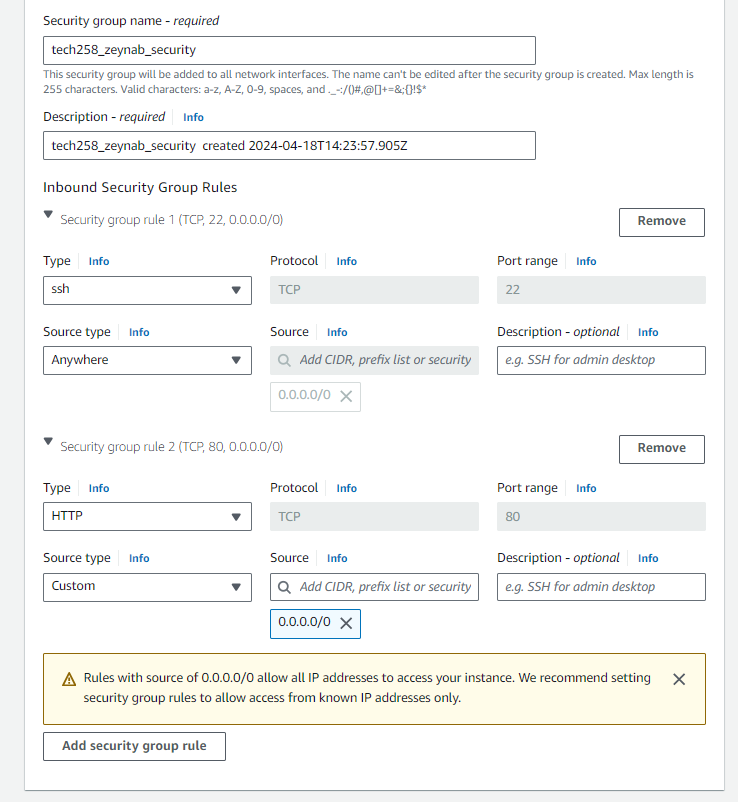 Security group name - required
tech258_zeynab_security
This security group will be added to all network interfaces. The name can't be edited after the security group is created. Max length is
255 characters. Valid characters: a-z, A-Z, 0-9, spaces, and ._-:/()#,@[]+=&;{}!$*
Description - required Info
tech258_zeynab_security created 2024-04-18T14:23:57.905Z
Inbound Security Group Rules
Security group rule 1 (TCP, 22, 0.0.0.0/0) Remove
Type Info Protocol Info Port range Info
ssh TCP 22
Source type Info Source Info Description - optional Info
Anywhere Add CIDR, prefix list or security e.g. SSH for admin desktop
0.0.0.0/0
Security group rule 2 (TCP, 80, 0.0.0.0/0) Remove
Type Info Protocol Info Port range Info
HTTP TCP 80
Source type Info Source Info Description - optional Info
Custom Add CIDR, prefix list or security e.g. SSH for admin desktop
0.0.0.0/0
Rules with source of 0.0.0.0/0 allow all IP addresses to access your instance. We recommend setting
security group rules to allow access from known IP addresses only.
Add security group rule